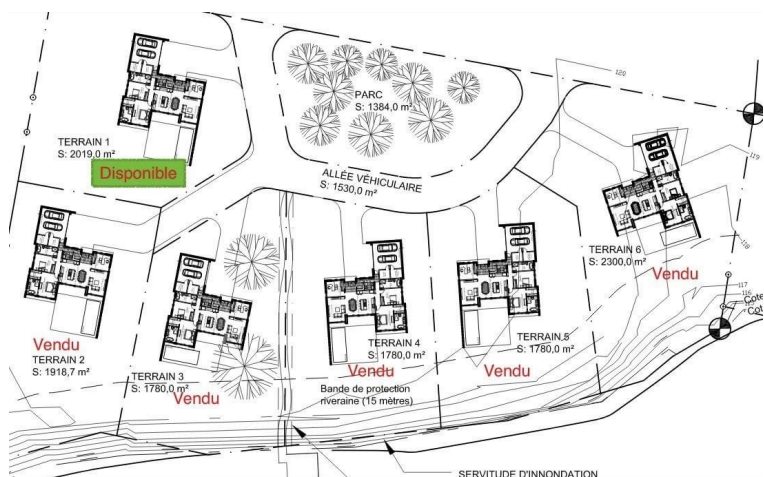 120
PARC
S: 1384,0 m²
TERRAIN 1
S: 2019,0 m²
Disponible
119
ALLÉE VÉHICULAIRE
S: 1530,0 m²
118
TERRAIN 6
S: 2300,0 m²
Vendu
117
116
Cote
Cot
TERRAIN 4
S: 1780,0 m²
TERRAIN 5
S: 1780,0 m²
Vendu
TERRAIN 2
S: 1918,7 m²
TERRAIN 3
S: 1780,0 m²
Vendu
Vendu
Vendu
Bande de protection
riveraine (15 mètres)
SERVITUDE D'INNONDATION